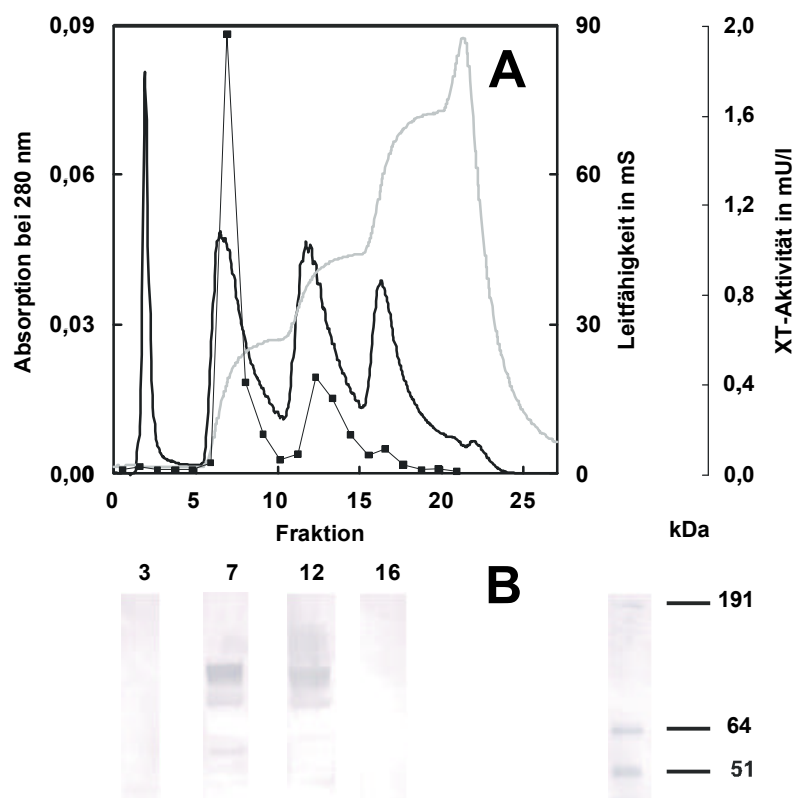 0,09 90 2,0
A
1,6
0,06 60
1,2
Absorption bei 280 nm
Leitfähigkeit in mS
XT-Aktivität in mU/l
0,03 30
0,8
0,4
0,00 0 0,0
0 5 10 15 20 25
Fraktion
kDa
3 7 12 16
B
191
64
51